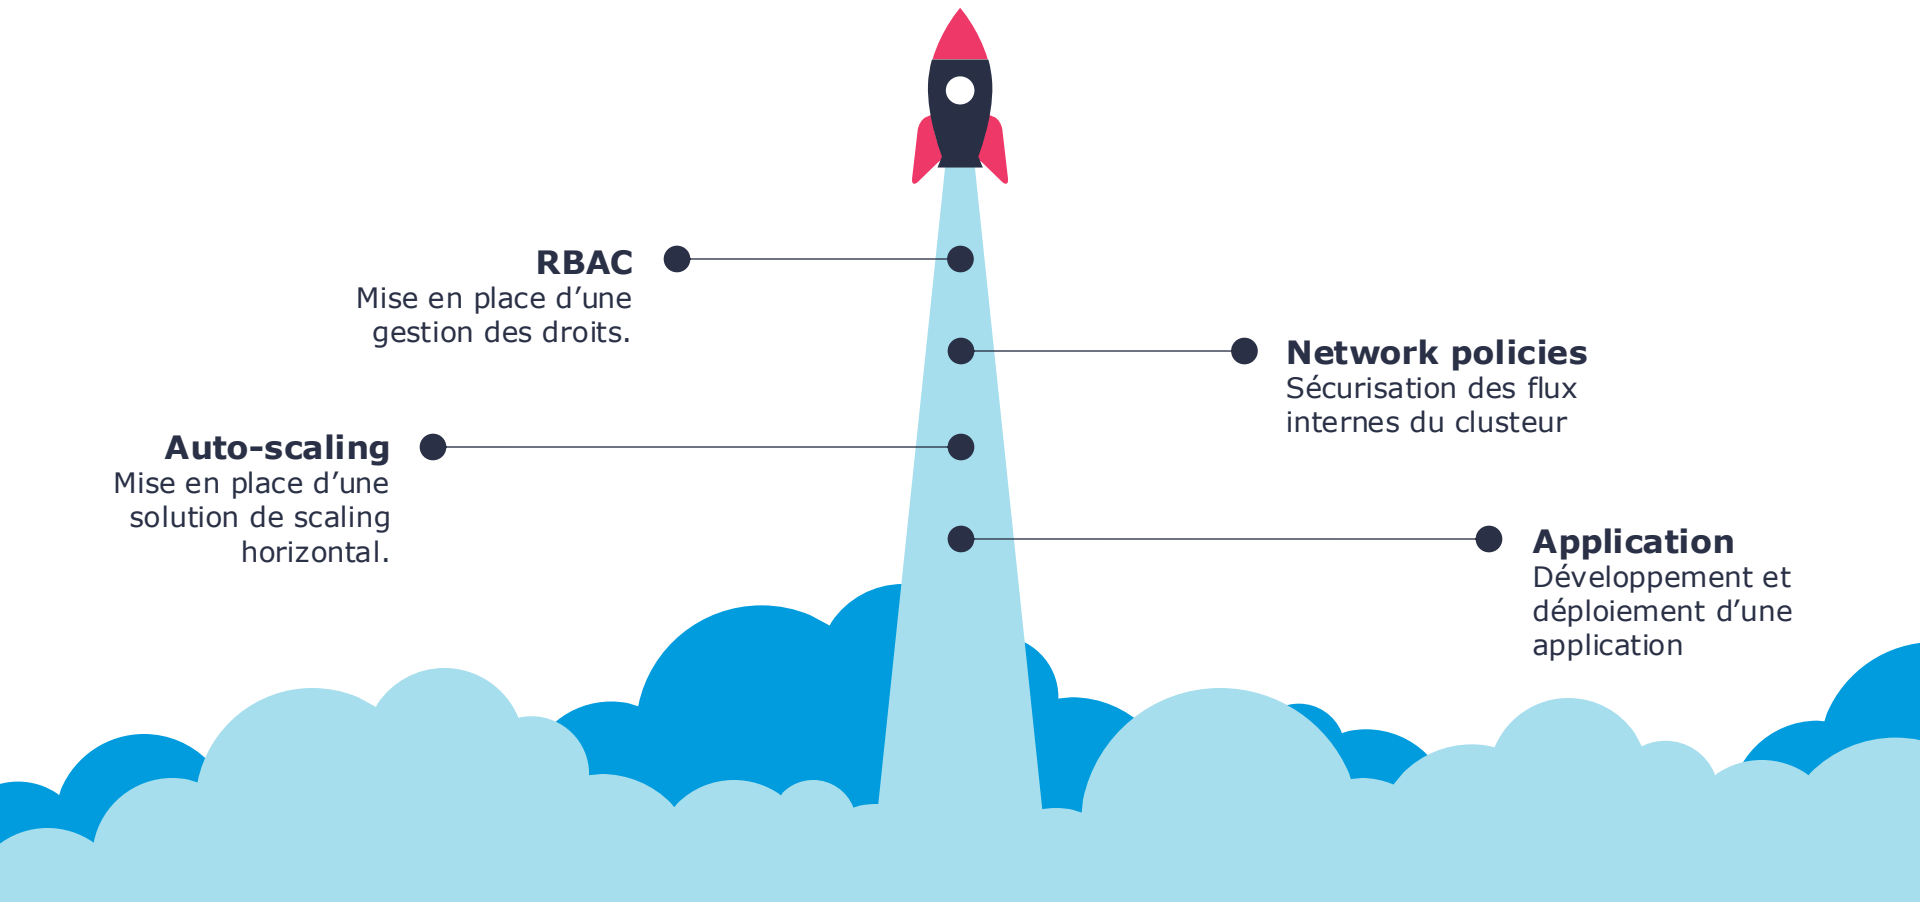 RBAC
Mise en place d’une
gestion des droits.
Network policies
Sécurisation des flux
internes du clusteur
Auto-scaling
Mise en place d’une
solution de scaling
horizontal.
Application
Développement et
déploiement d’une
application